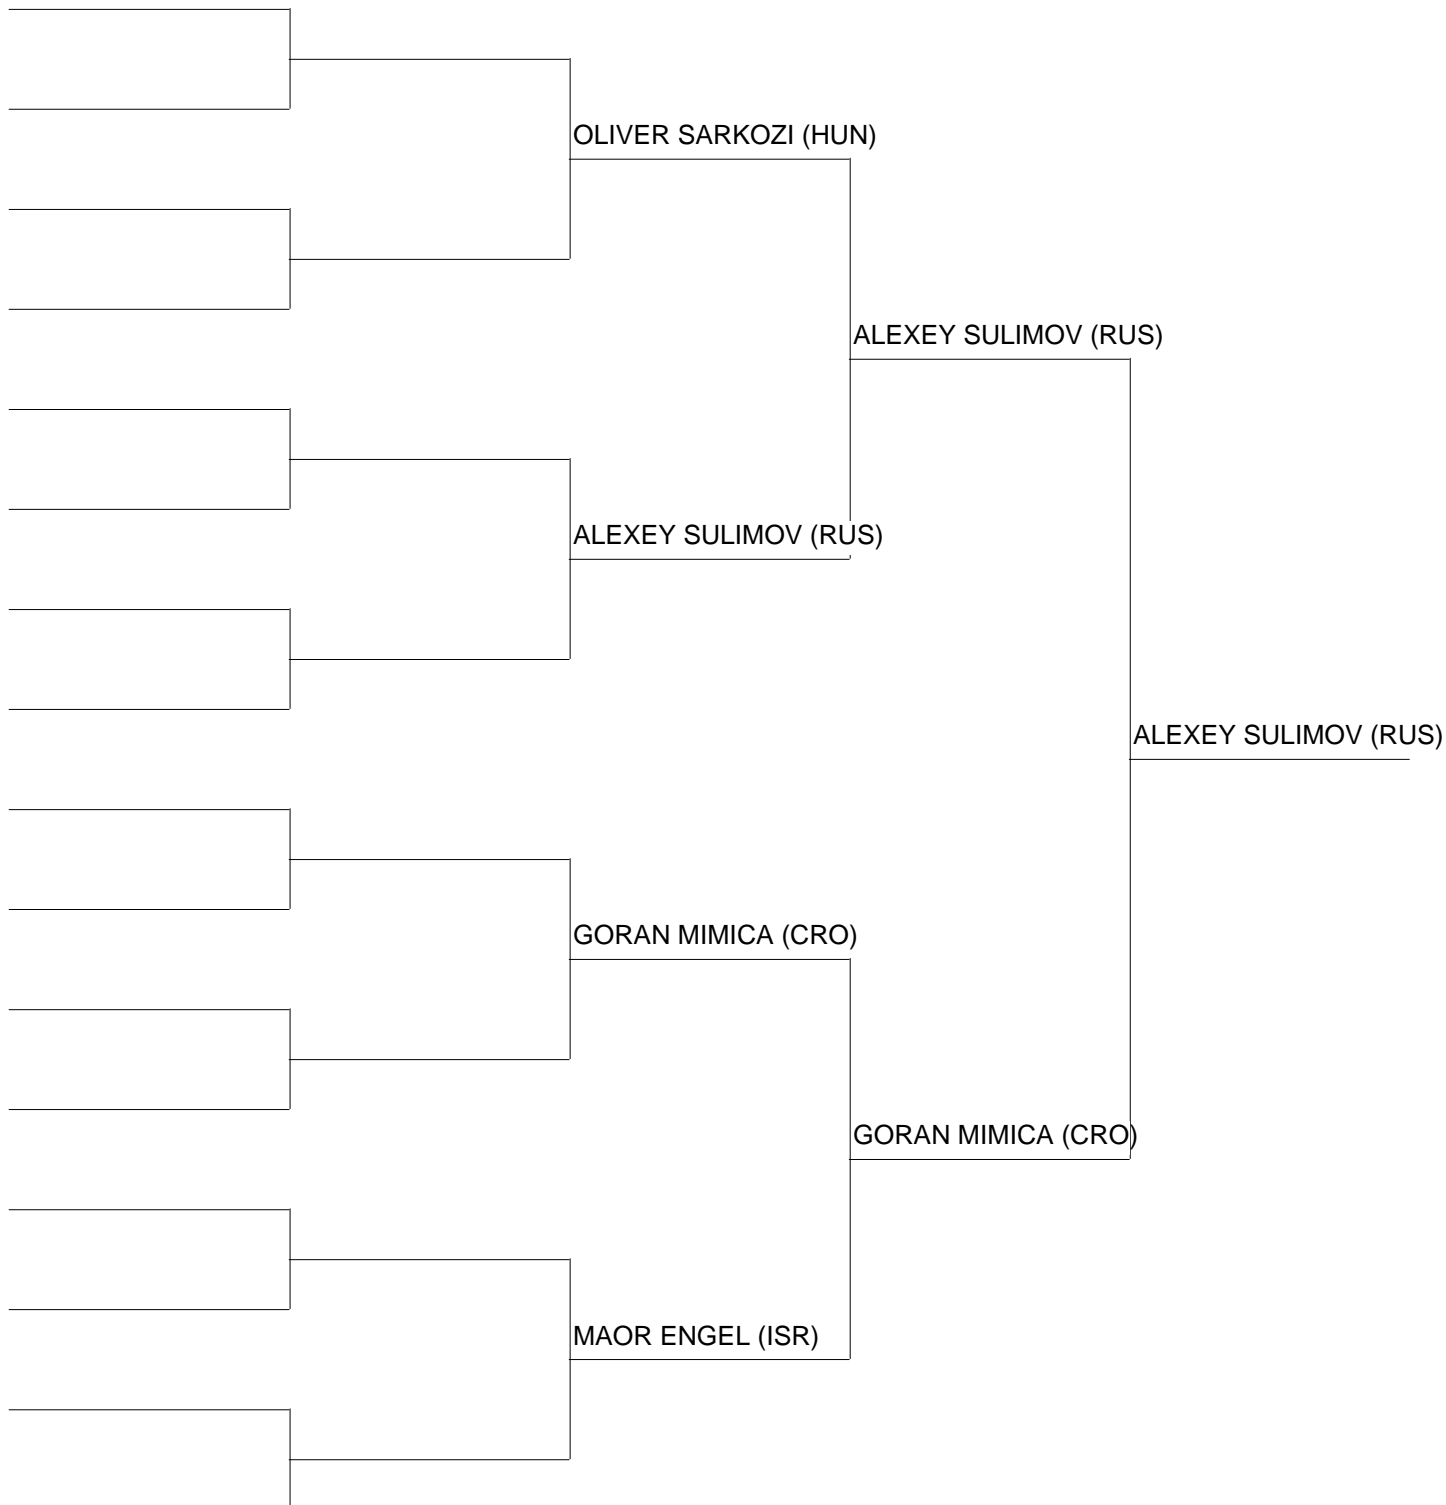 OLIVER SARKOZI (HUN)
ALEXEY SULIMOV (RUS)
ALEXEY SULIMOV (RUS)
ALEXEY SULIMOV (RUS)
GORAN MIMICA (CRO)
GORAN MIMICA (CRO)
MAOR ENGEL (ISR)